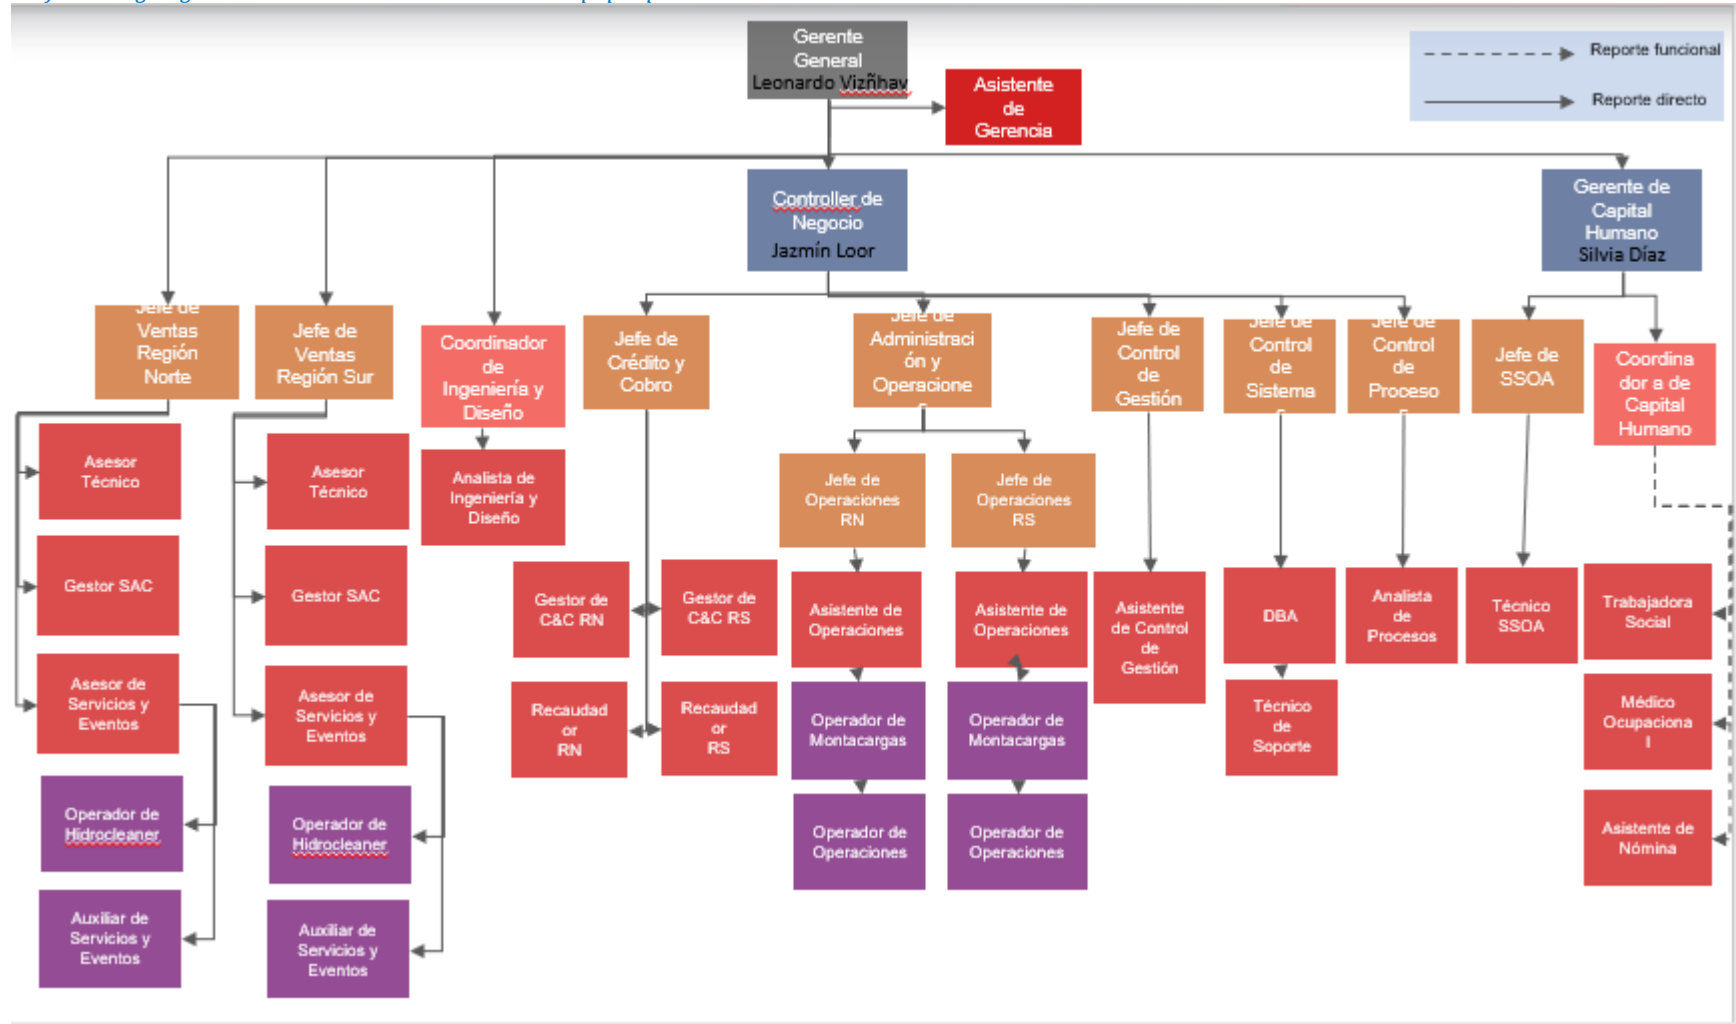 Gerente
General
Leonardo Vizñhay
Asistente
de
Gerencia
Reporte funcional
Reporte directo
Controller de
Negocio
Jazmín Loor
Gerente de
Capital
Humano
Silvia Díaz
Jefe de
Ventas
Región
Norte
Jefe de
Ventas
Región Sur
Coordinador
de
Ingeniería y
Diseño
Jefe de
Crédito y
Cobro
Jefe de
Administraci
ón y
Operacione
Jefe de
Control
de
Gestión
Jefe de
Control
de
Sistema
s
Jefe de
Control
de
Proceso
s
Jefe de
SSOA
Coordina
dor a de
Capital
Humano
Asesor
Técnico
Asesor
Técnico
Analista de
Ingeniería y
Diseño
Jefe de
Operaciones
RN
Jefe de
Operaciones
RS
Gestor SAC
Gestor SAC
Gestor de
C&C RN
Gestor de
C&C RS
Asistente de
Operaciones
Asistente de
Operaciones
Asistente
de Control
de
Gestión
DBA
Analista
de
Procesos
Técnico
SSOA
Trabajadora
Social
Asesor de
Servicios y
Eventos
Asesor de
Servicios y
Eventos
Recaudad
or
RN
Recaudad
or
RS
Operador de
Montacargas
Operador de
Montacargas
Técnico
de
Soporte
Médico
Ocupaciona
l
Operador de
Hidrocleaner
Operador de
Hidrocleaner
Operador de
Operaciones
Operador de
Operaciones
Asistente de
Nómina
Auxiliar de
Servicios y
Eventos
Auxiliar de
Servicios y
Eventos